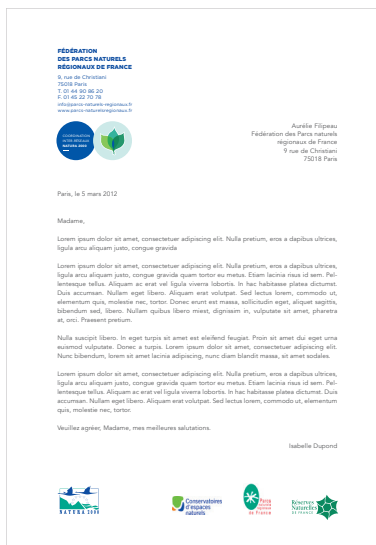 FÉDÉRATION
DES PARCS NATURELS
RÉGIONAUX DE FRANCE
9, rue de Christiani
75018 Paris
T. 01 44 90 86 20
F. 01 45 22 70 78
info@parcs-naturels-regionaux.fr
www.parcs-naturelsregionaux.fr
COORDINATION
INTER-RÉSEAUX
NATURA 2000
Aurélie Filipeau
Fédération des Parcs naturels
régionaux de France
9 rue de Christiani
75018 Paris
Paris, le 5 mars 2012
Madame,
Lorem ipsum dolor sit amet, consectetuer adipiscing elit. Nulla pretium, eros a dapibus ultrices,
ligula arcu aliquam justo, congue gravida
Lorem ipsum dolor sit amet, consectetuer adipiscing elit. Nulla pretium, eros a dapibus ultrices,
ligula arcu aliquam justo, congue gravida quam tortor eu metus. Etiam lacinia risus id sem. Pel-
lentesque tellus. Aliquam ac erat vel ligula viverra lobortis. In hac habitasse platea dictumst.
Duis accumsan. Nullam eget libero. Aliquam erat volutpat. Sed lectus lorem, commodo ut,
elementum quis, molestie nec, tortor. Donec erunt est massa, sollicitudin eget, aliquet sagittis,
bibendum sed, libero. Nullam quibus libero miest, dignissim in, vulputate sit amet, pharetra
at, orci. Praesent pretium.
Nulla suscipit libero. In eget turpis sit amet est eleifend feugiat. Proin sit amet dui eget urna
euismod vulputate. Donec a turpis. Lorem ipsum dolor sit amet, consectetuer adipiscing elit.
Nunc bibendum, lorem sit amet lacinia adipiscing, nunc diam blandit massa, sit amet sodales.
Lorem ipsum dolor sit amet, consectetuer adipiscing elit. Nulla pretium, eros a dapibus ultrices,
ligula arcu aliquam justo, congue gravida quam tortor eu metus. Etiam lacinia risus id sem. Pel-
lentesque tellus. Aliquam ac erat vel ligula viverra lobortis. In hac habitasse platea dictumst. Duis
accumsan. Nullam eget libero. Aliquam erat volutpat. Sed lectus lorem, commodo ut, elementum
quis, molestie nec, tortor.
Veuillez agréer, Madame, mes meilleures salutations.
Isabelle Dupond
NATURA 2000
Conservatoires
d'espaces
naturels
Parcs
naturels
régionaux
de France
Réserves
Naturelles
DE FRANCE